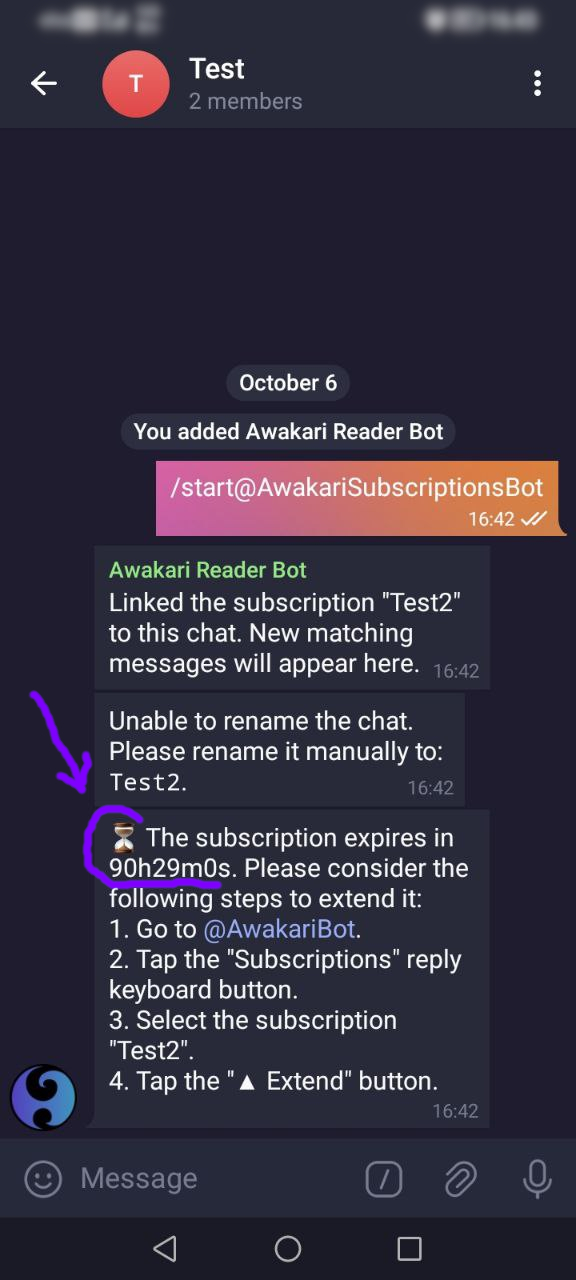 T
Test
2 members
October 6
You added Awakari Reader Bot
/start@AwakariSubscriptionsBot
16:42
Awakari Reader Bot
Linked the subscription "Test2"
to this chat. New matching
messages will appear here. 16:42
Unable to rename the chat.
Please rename it manually to:
Test2. 16:42
⏳ The subscription expires in
90h29m0s. Please consider the
following steps to extend it:
1. Go to @AwakariBot.
2. Tap the "Subscriptions" reply
keyboard button.
3. Select the subscription
"Test2".
4. Tap the "▲ Extend" button.
16:42
Message